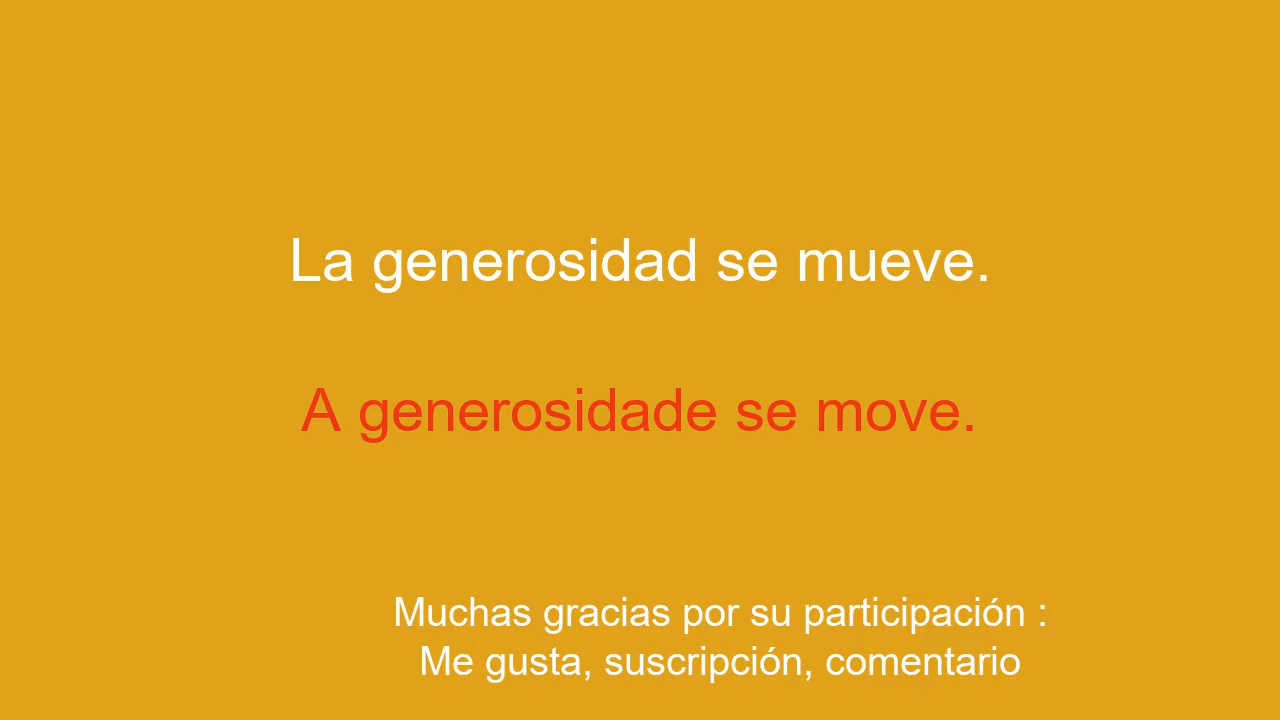 La generosidad se mueve.
A generosidade se move.
Muchas gracias por su participación :
Me gusta, suscripción, comentario